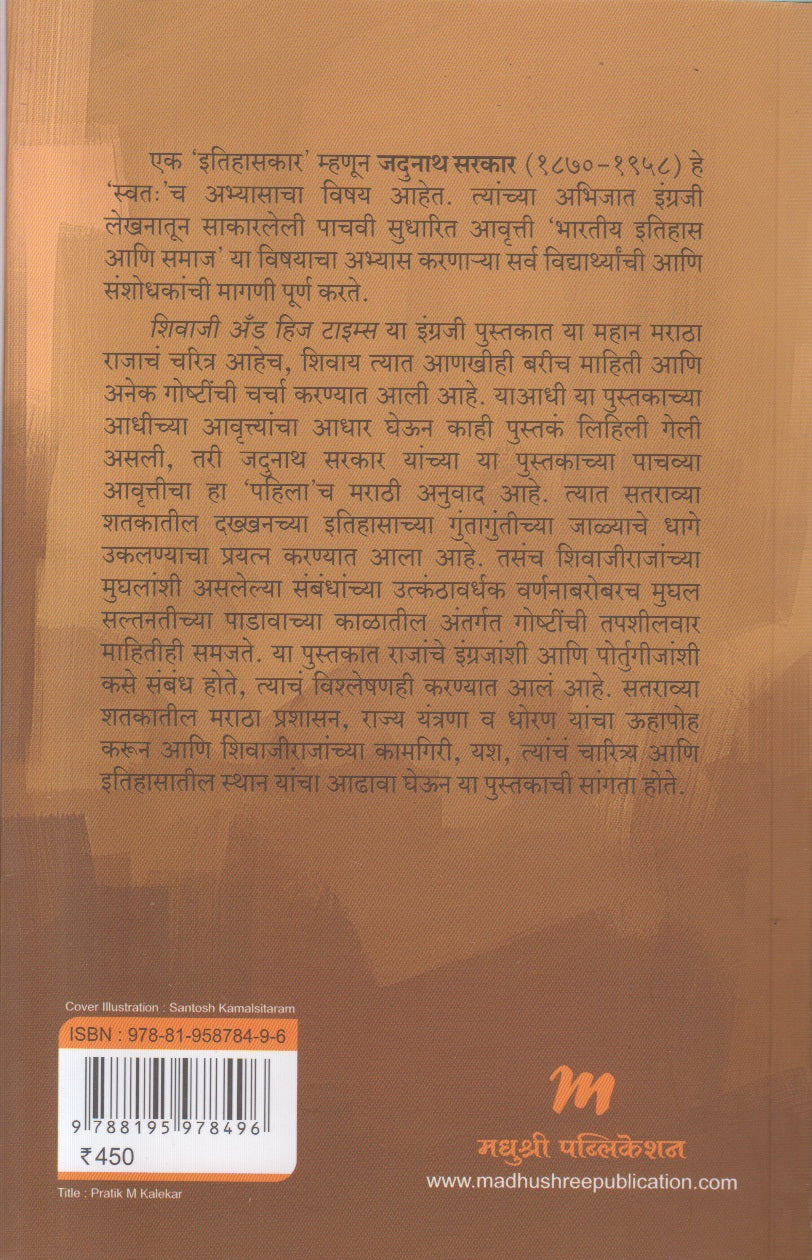 एक ‘इतिहासकार’ म्हणून जदुनाथ सरकार (१८७०–१९५८) हे
‘स्वतः’च अभ्यासाचा विषय आहेत. त्यांच्या अभिजात इंग्रजी
लेखनातून साकारलेली पाचवी सुधारित आवृत्ती ‘भारतीय इतिहास
आणि समाज’ या विषयाचा अभ्यास करणाऱ्या सर्व विद्यार्थ्यांची आणि
संशोधकांची मागणी पूर्ण करते.
शिवाजी अँड हिज टाइम्स या इंग्रजी पुस्तकात या महान मराठा
राजाचं चरित्र आहेच, शिवाय त्यात आणखीही बरीच माहिती आणि
अनेक गोष्टींची चर्चा करण्यात आली आहे. याआधी या पुस्तकाच्या
आधीच्या आवृत्त्यांचा आधार घेऊन काही पुस्तकं लिहिली गेली
असली, तरी जदुनाथ सरकार यांच्या या पुस्तकाच्या पाचव्या
आवृत्तीचा हा ‘पहिला’च मराठी अनुवाद आहे. त्यात सतराव्या
शतकातील दख्खनच्या इतिहासाच्या गुंतागुंतीच्या जाळ्याचे धागे
उकलण्याचा प्रयत्न करण्यात आला आहे. तसंच शिवाजीराजांच्या
मुघलांशी असलेल्या संबंधांच्या उत्कंठावर्धक वर्णनाबरोबरच मुघल
सल्तनतीच्या पाडावाच्या काळातील अंतर्गत गोष्टींची तपशीलवार
माहितीही समजते. या पुस्तकात राजांचे इंग्रजांशी आणि पोर्तुगीजांशी
कसे संबंध होते, त्याचं विश्लेषणही करण्यात आलं आहे. सतराव्या
शतकातील मराठा प्रशासन, राज्य यंत्रणा व धोरण यांचा ऊहापोह
करून आणि शिवाजीराजांच्या कामगिरी, यश, त्यांचं चारित्र्य आणि
इतिहासातील स्थान यांचा आढावा घेऊन या पुस्तकाची सांगता होते.
Cover Illustration : Santosh Kamalsitaram
ISBN : 978-81-958784-9-6
9 788195 978496
₹450
Title : Pratik M Kalekar
m
मधुश्री पब्लिकेशन
www.madhushreepublication.com